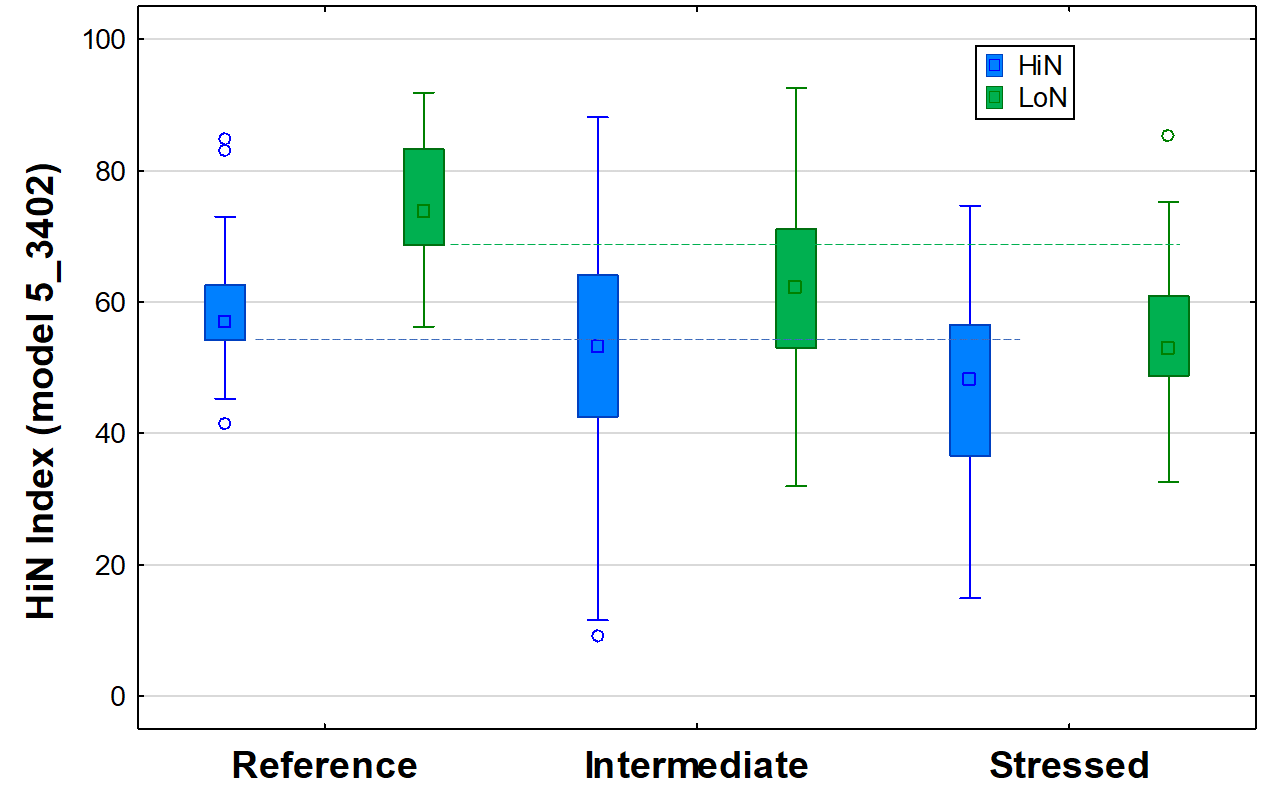 HiN Index (model 5_3402)
100
80
60
40
20
0
HiN
LoN
Reference
Intermediate
Stressed